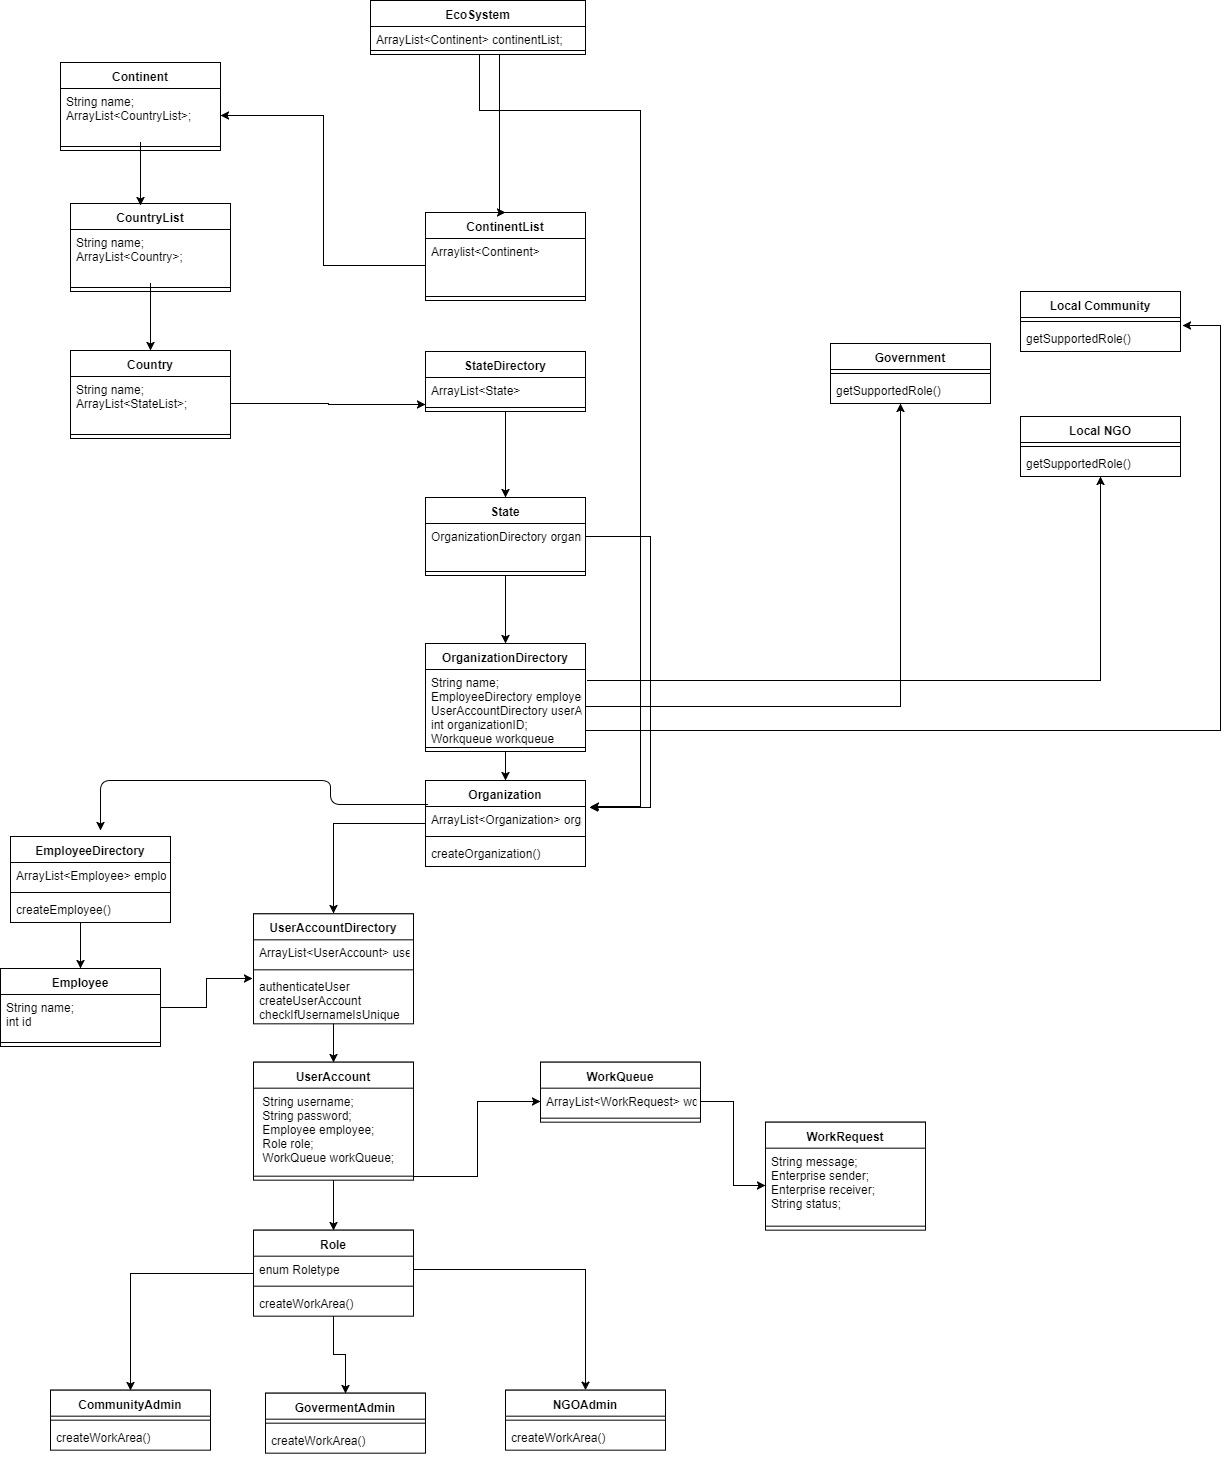 EcoSystem
ArrayList<Continent> continentList;
Continent
String name;
ArrayList<CountryList>;
CountryList
String name;
ArrayList<Country>;
ContinentList
Arraylist<Continent>
Local Community
getSupportedRole()
Government
getSupportedRole()
Country
String name;
ArrayList<StateList>;
StateDirectory
ArrayList<State>
Local NGO
getSupportedRole()
State
OrganizationDirectory organ
OrganizationDirectory
String name;
EmployeeDirectory employe
UserAccountDirectory userA
int organizationID;
Workqueue workqueue
Organization
ArrayList<Organization> org
createOrganization()
EmployeeDirectory
ArrayList<Employee> emplo
createEmployee()
UserAccountDirectory
ArrayList<UserAccount> use
authenticateUser
createUserAccount
checkIfUsernameIsUnique
Employee
String name;
int id
UserAccount
String username;
String password;
Employee employee;
Role role;
WorkQueue workQueue;
WorkQueue
ArrayList<WorkRequest> wo
WorkRequest
String message;
Enterprise sender;
Enterprise receiver;
String status;
Role
enum Roletype
createWorkArea()
CommunityAdmin
createWorkArea()
GovermentAdmin
createWorkArea()
NGOAdmin
createWorkArea()